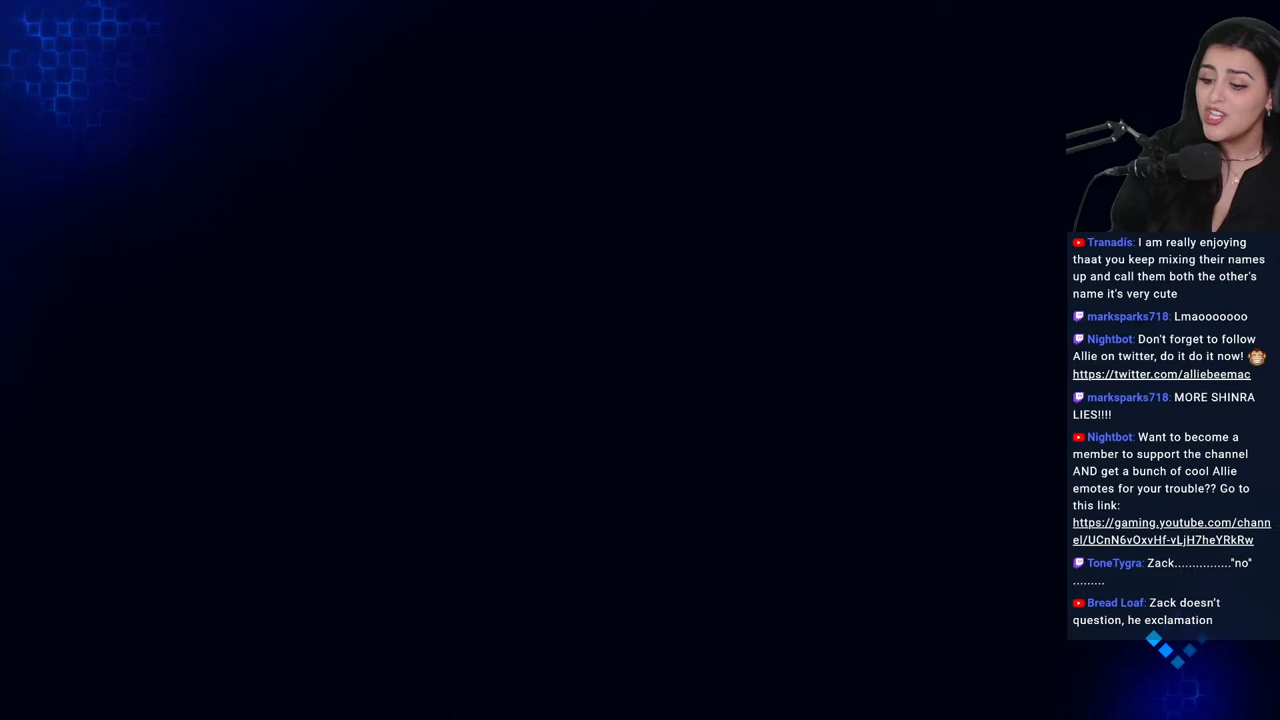 Tranadís: I am really enjoying
thaat you keep mixing their names
up and call them both the other's
name it's very cute
marksparks718: Lmaooooooo
Nightbot: Don't forget to follow
Allie on twitter, do it do it now!
https://twitter.com/alliebeemac
marksparks718: MORE SHINRA
LIES!!!!
Nightbot: Want to become a
member to support the channel
AND get a bunch of cool Allie
emotes for your trouble?? Go to
this link:
https://gaming.youtube.com/chann
el/UCnN6vOxvHf-vLjH7heYRkRw
ToneTygra: Zack................"no"
.........
Bread Loaf: Zack doesn't
question, he exclamation